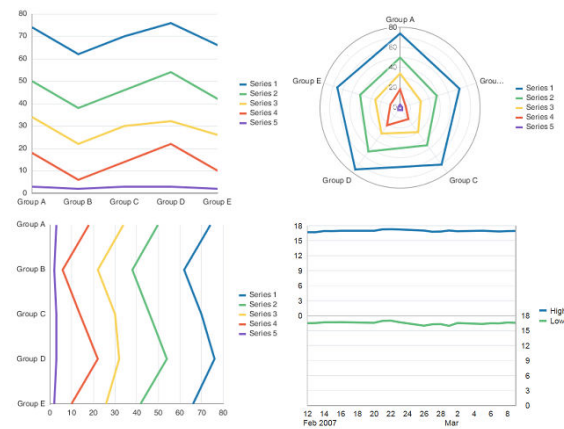 80
70
60
50
40
30
20
10
0
Group A Group B Group C Group D Group E
Series 1
Series 2
Series 3
Series 4
Series 5
Group A
80
60
40
20
0
Grou...
Group C
Group D
Group E
Series 1
Series 2
Series 3
Series 4
Series 5
Group A
Group B
Group C
Group D
Group E
0 10 20 30 40 50 60 70 80
Series 1
Series 2
Series 3
Series 4
Series 5
18
15
12
9
6
3
0
18
15
12
9
6
3
0
12 14 16 18 20 22 24 26 28 2 4 6 8
Feb 2007 Mar
High
Low